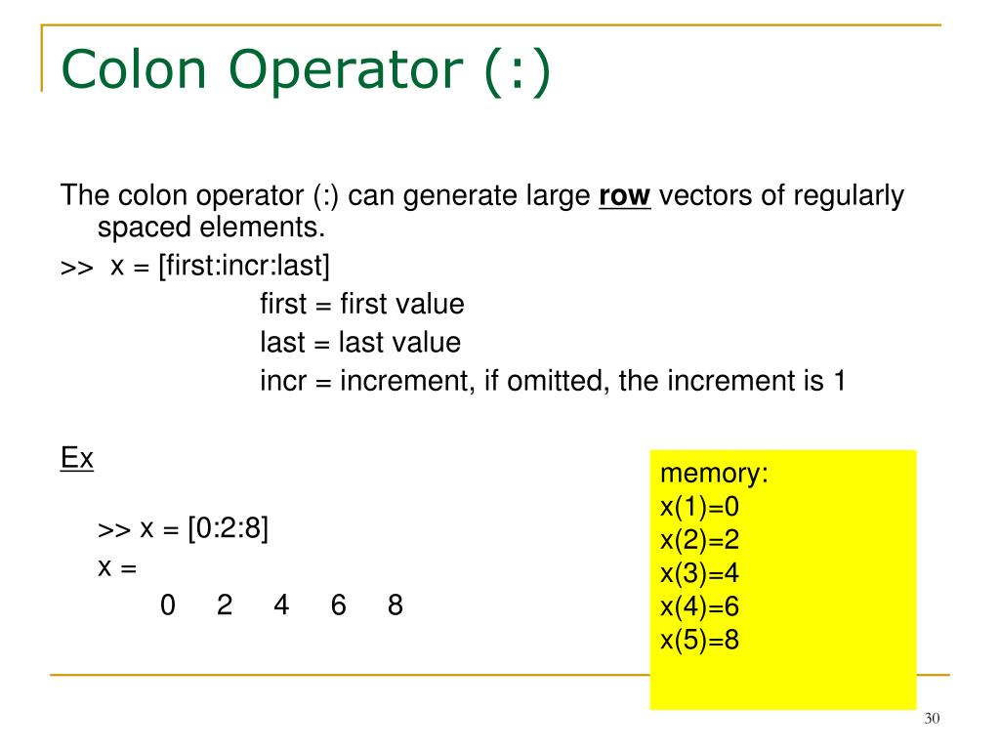 Colon Operator (:)
The colon operator (:) can generate large row vectors of regularly
spaced elements.
>>  x = [first:incr:last]
first = first value
last = last value
incr = increment, if omitted, the increment is 1
Ex
>> x = [0:2:8]
x =
0 2 4 6 8
memory:
x(1)=0
x(2)=2
x(3)=4
x(4)=6
x(5)=8
30